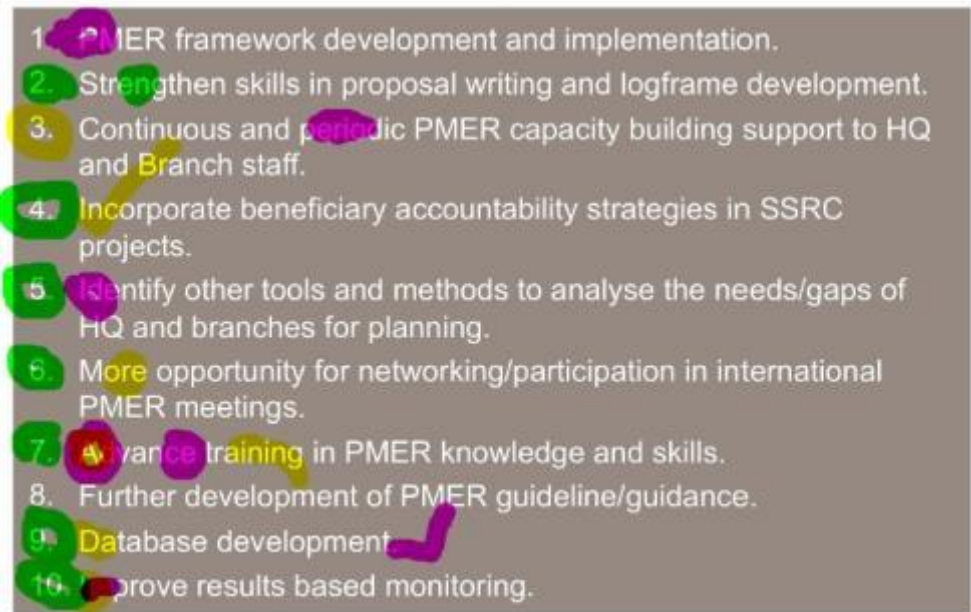 1. PMER framework development and implementation.
2. Strengthen skills in proposal writing and logframe development.
3. Continuous and periodic PMER capacity building support to HQ
and Branch staff.
4. Incorporate beneficiary accountability strategies in SSRC
projects.
5. Identify other tools and methods to analyse the needs/gaps of
HQ and branches for planning.
6. More opportunity for networking/participation in international
PMER meetings.
7. Advance training in PMER knowledge and skills.
8. Further development of PMER guideline/guidance.
9. Database development.
10. Improve results based monitoring.